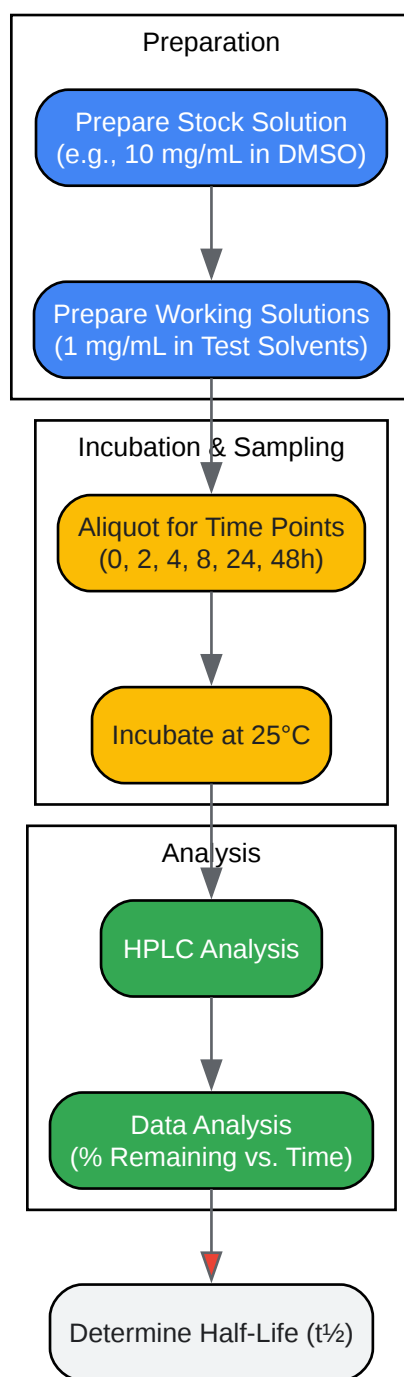 Preparation
Prepare Stock Solution
(e.g., 10 mg/mL in DMSO)
Prepare Working Solutions
(1 mg/mL in Test Solvents)
Incubation & Sampling
Aliquot for Time Points
(0, 2, 4, 8, 24, 48h)
Incubate at 25°C
Analysis
HPLC Analysis
Data Analysis
(% Remaining vs. Time)
Determine Half-Life (t½)